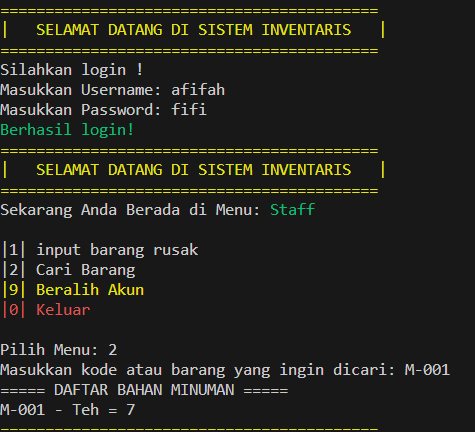 ==========================================
|   SELAMAT DATANG DI SISTEM INVENTARIS   |
==========================================
Silahkan login !
Masukkan Username: afifah
Masukkan Password: fifi
Berhasil login!
==========================================
|   SELAMAT DATANG DI SISTEM INVENTARIS   |
==========================================
Sekarang Anda Berada di Menu: Staff
|1| input barang rusak
|2| Cari Barang
|9| Beralih Akun
|0| Keluar
Pilih Menu: 2
Masukkan kode atau barang yang ingin dicari: M-001
===== DAFTAR BAHAN MINUMAN =====
M-001 - Teh = 7
==========================================